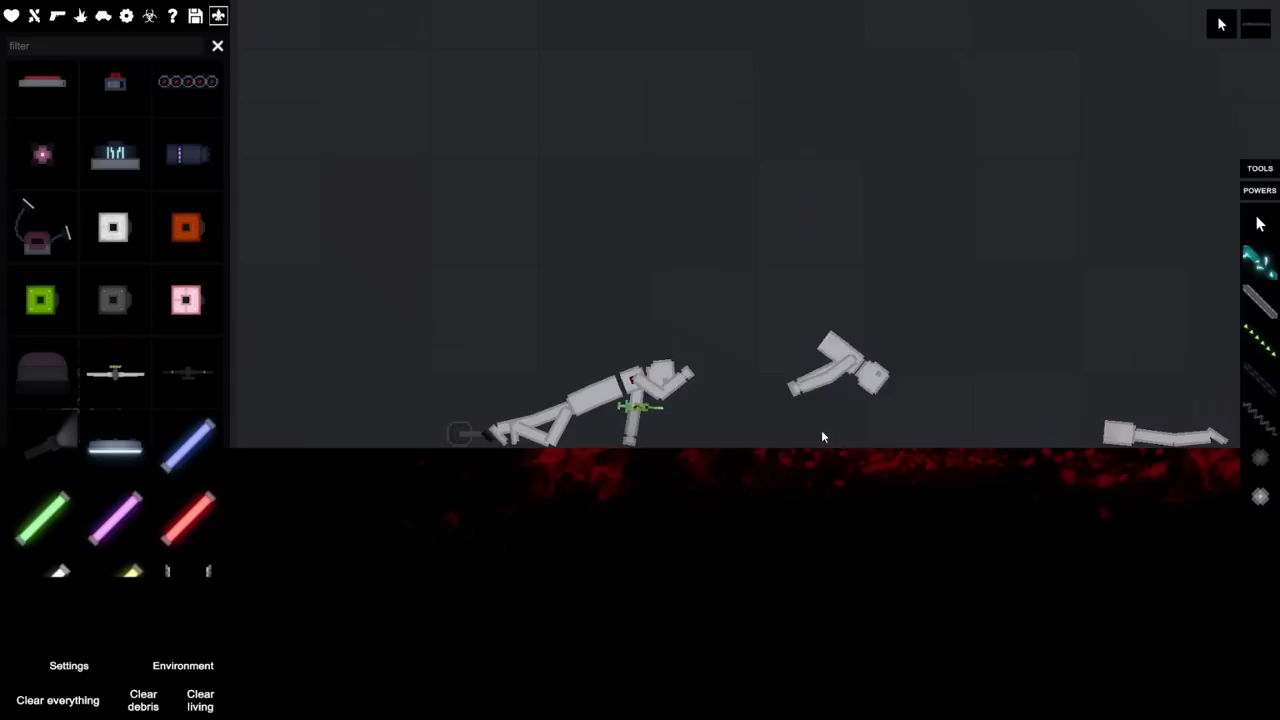 filter
TOOLS
POWERS
Settings
Environment
Clear everything
Clear
debris
Clear
living